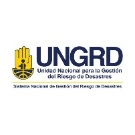 UNGRD
Unidad Nacional para la Gestión
del Riesgo de Desastres
Sistema Nacional de Gestión del Riesgo de Desastres